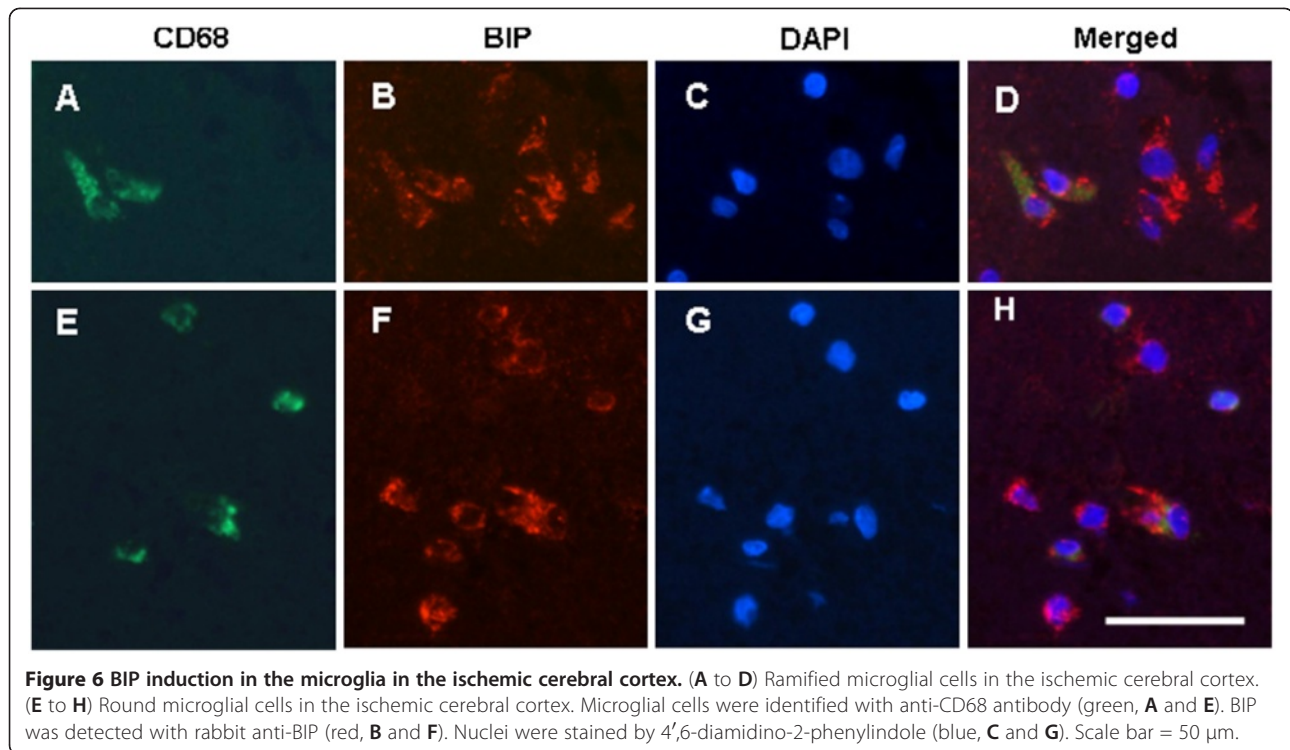 CD68 BIP DAPI Merged
A B C D
E F G H
Figure 6 BIP induction in the microglia in the ischemic cerebral cortex. (A to D) Ramified microglial cells in the ischemic cerebral cortex.
(E to H) Round microglial cells in the ischemic cerebral cortex. Microglial cells were identified with anti-CD68 antibody (green, A and E). BIP
was detected with rabbit anti-BIP (red, B and F). Nuclei were stained by 4′,6-diamidino-2-phenylindole (blue, C and G). Scale bar = 50 μm.